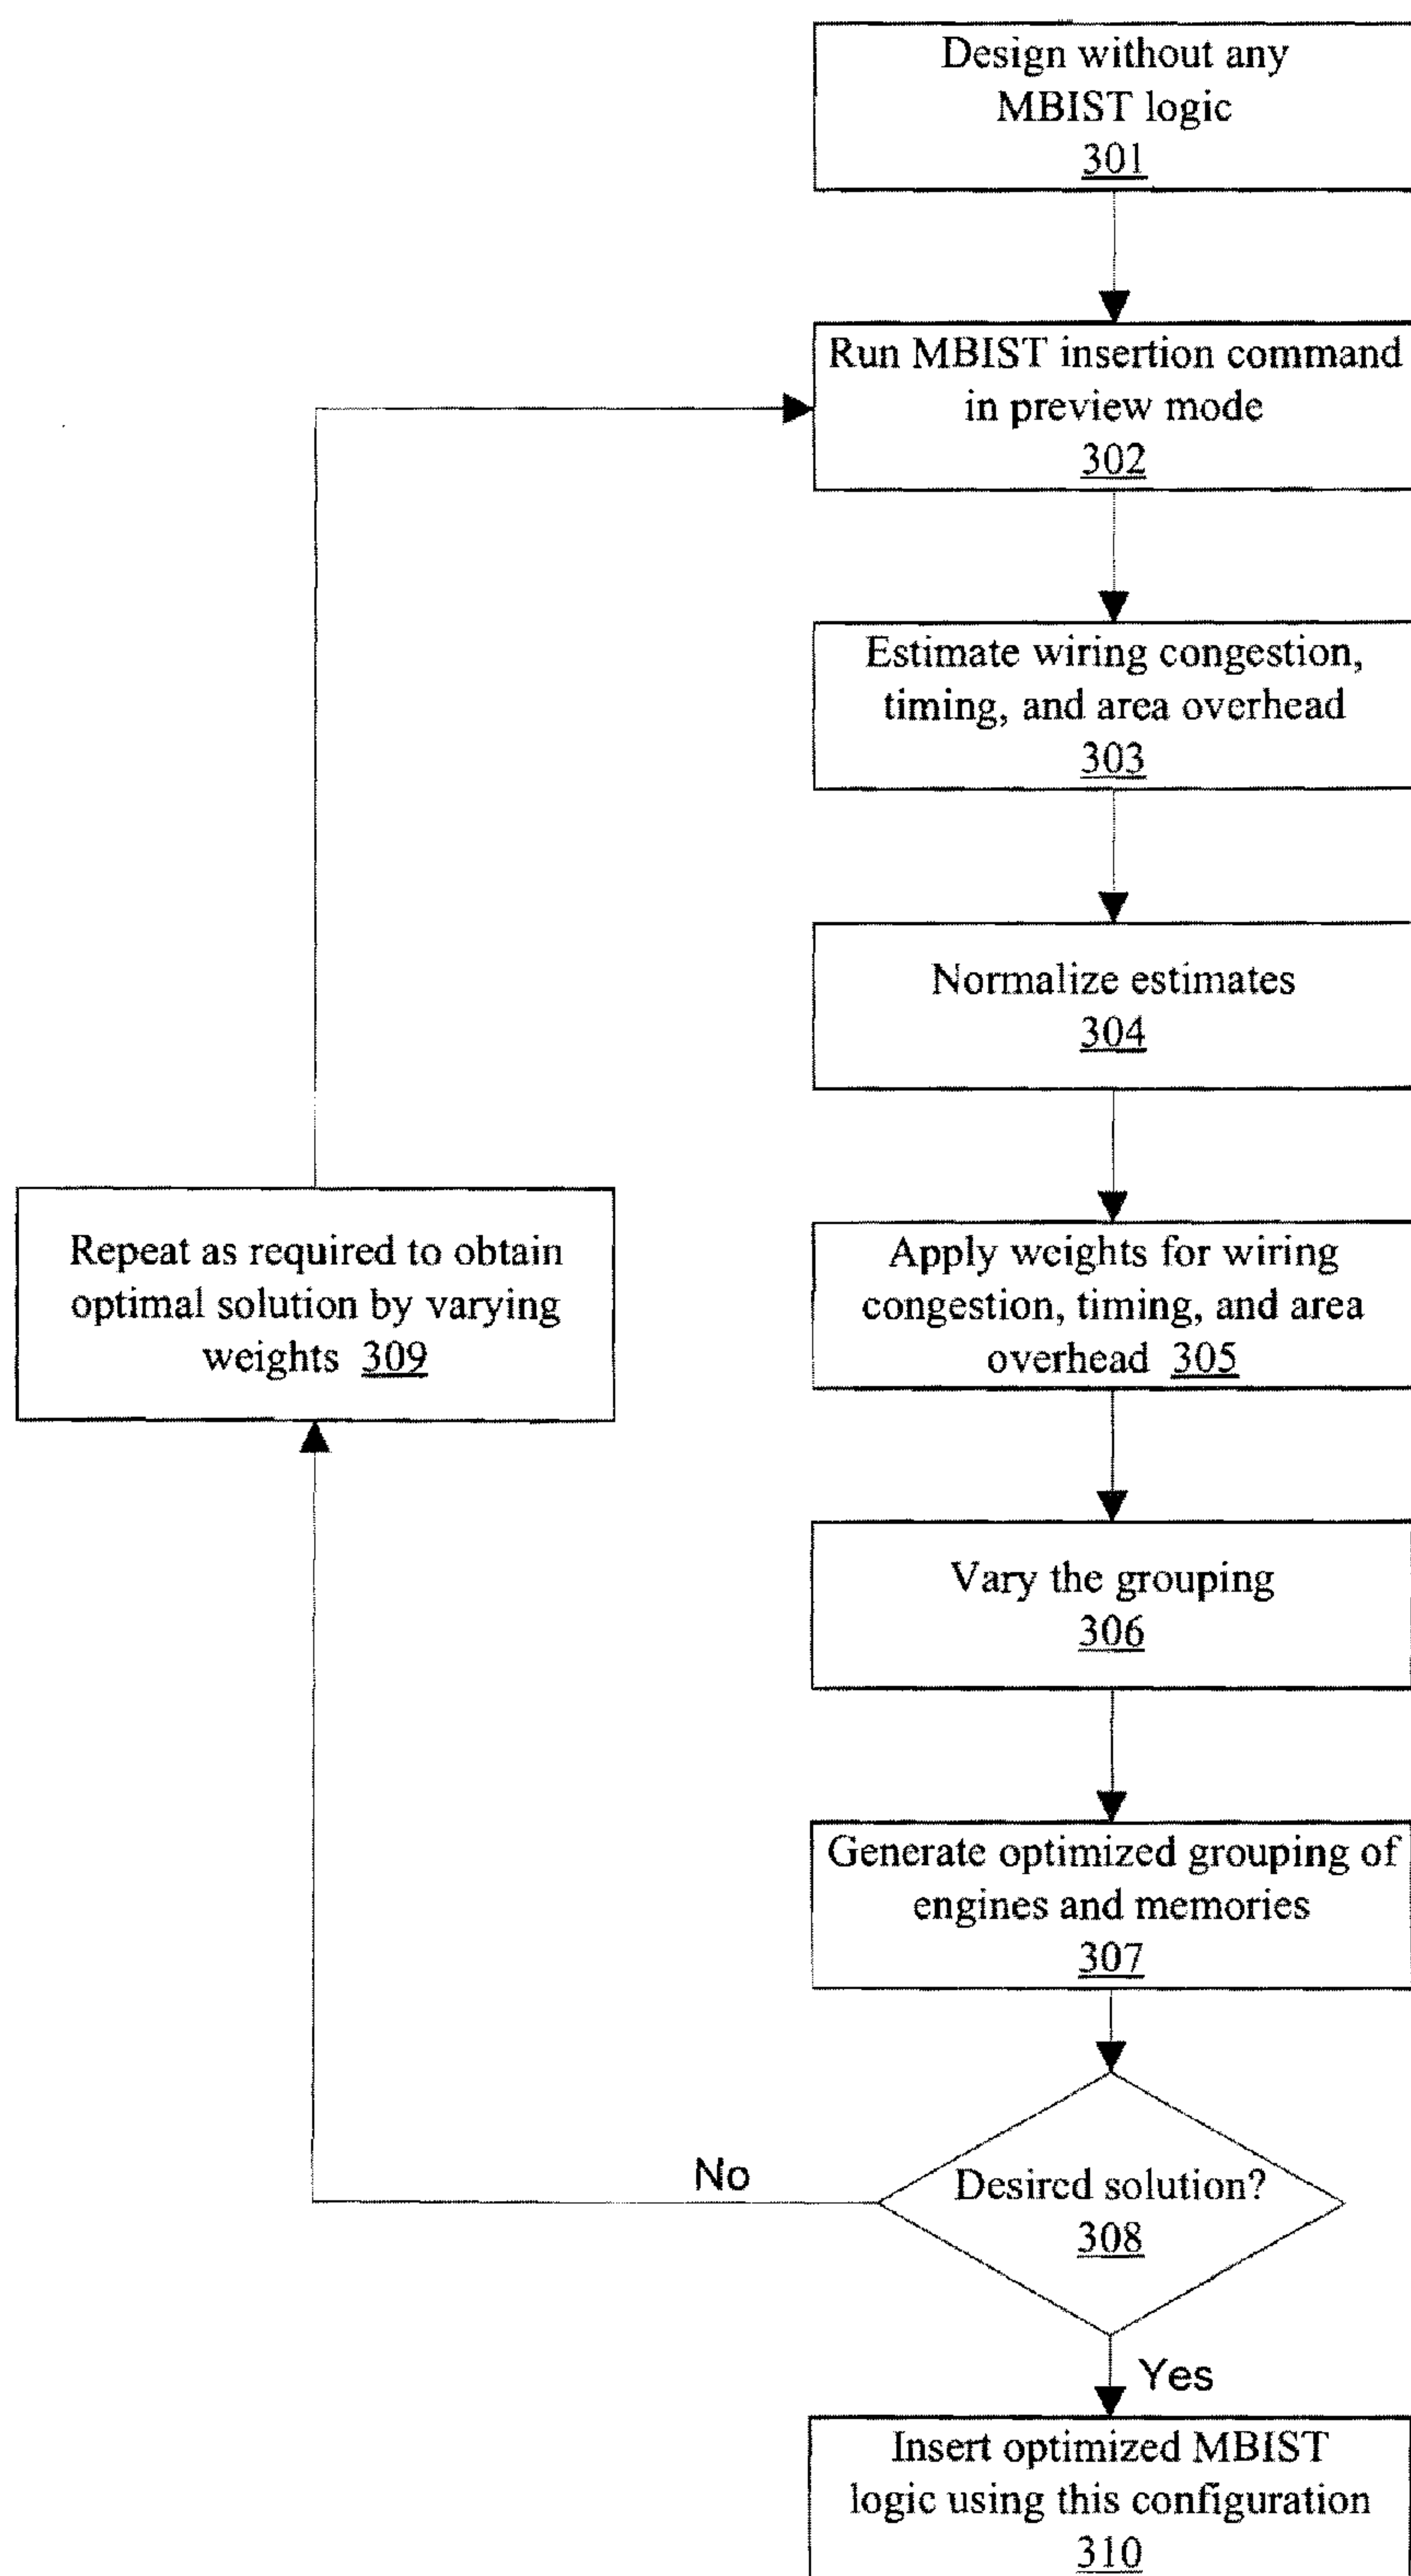 Design without any
MBIST logic
301
Run MBIST insertion command
in preview mode
302
Estimate wiring congestion,
timing, and area overhead
303
Normalize estimates
304
Apply weights for wiring
congestion, timing, and area
overhead 305
Repeat as required to obtain
optimal solution by varying
weights 309
Vary the grouping
306
Generate optimized grouping of
engines and memories
307
No
Desired solution?
308
Yes
Insert optimized MBIST
logic using this configuration
310